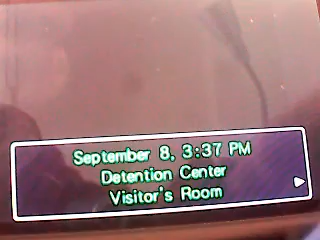 September 8, 3:37 PM
Detention Center
Visitor's Room